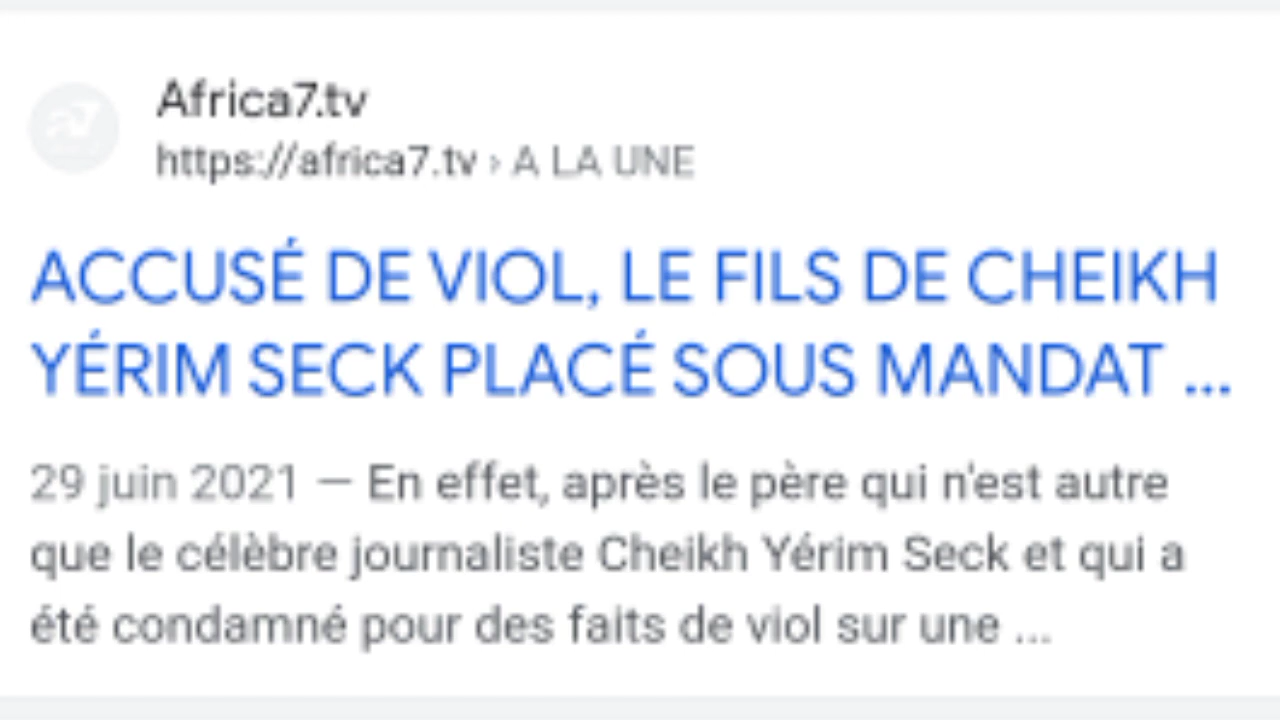 Africa7.tv
https://africa7.tv › A LA UNE
ACCUSÉ DE VIOL, LE FILS DE CHEIKH
YÉRIM SECK PLACÉ SOUS MANDAT ...
29 juin 2021 — En effet, après le père qui n'est autre
que le célèbre journaliste Cheikh Yérim Seck et qui a
été condamné pour des faits de viol sur une ...